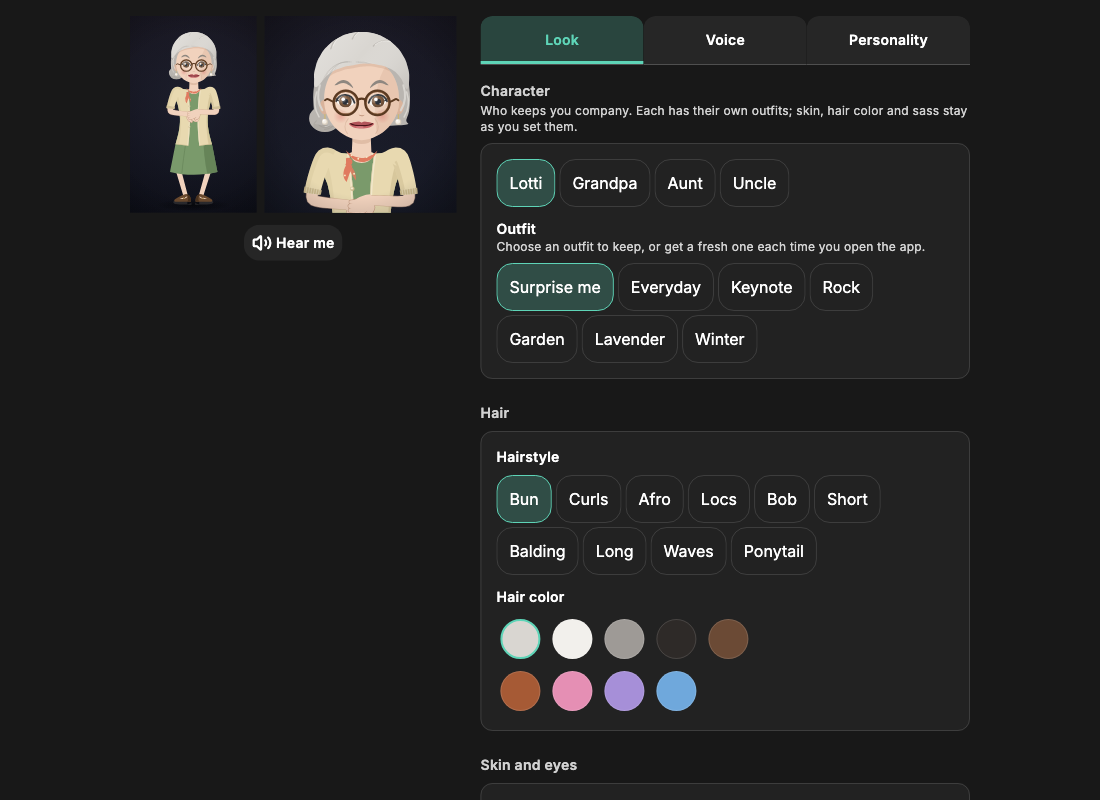 Look
Voice
Personality
Character
Who keeps you company. Each has their own outfits; skin, hair color and sass stay
as you set them.
Lotti
Grandpa
Aunt
Uncle
Outfit
Choose an outfit to keep, or get a fresh one each time you open the app.
Surprise me
Everyday
Keynote
Rock
Garden
Lavender
Winter
Hear me
Hair
Hairstyle
Bun
Curls
Afro
Locs
Bob
Short
Balding
Long
Waves
Ponytail
Hair color
Skin and eyes